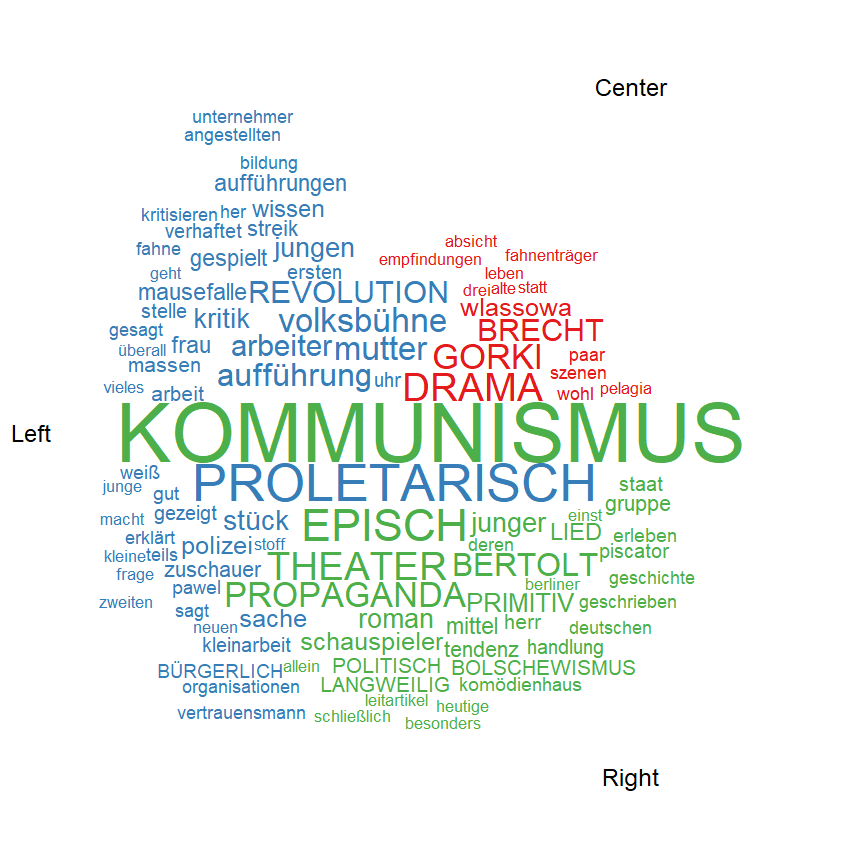 Center
unternehmer
angestellten
bildung
aufführungen
kritisieren her wissen
verhaftet streik
fahne gespielt jungen absicht
empfindungen fahnenträger
geht ersten leben
mausefalle REVOLUTION drei alte statt
stelle kritik volksbühne wlassowa
gesagt BRECHT
überall frau arbeiter mutter GORKI paar
massen aufführung uhr szenen
vieles arbeit DRAMA wohl pelagia
Left KOMMUNISMUS
weiß PROLETARISCH staat
junge gut gruppe
macht gezeigt stück EPISCH junger einst
erklärt LIED erleben
kleine teils polizei stoff deren piscator
frage zuschauer THEATER BERTOLT geschichte
pawel berliner
zweiten PROPAGANDA PRIMITIV geschrieben
sagt sache roman mittel herr
neuen deutschen
kleinarbeit schauspieler tendenz handlung
BÜRGERLICH allein POLITISCH BOLSCHEWISMUS
organisationen LANGWEILIG komödienhaus
leitartikel heutige
vertrauensmann schließlich besonders
Right